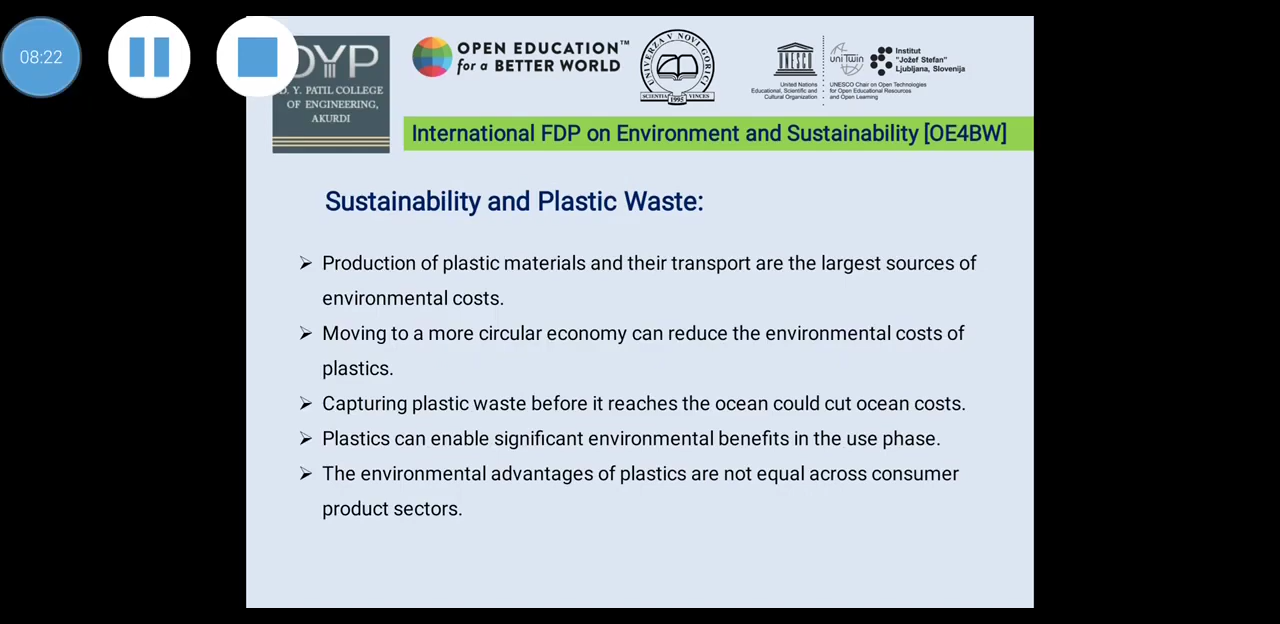 08:22
DYP
D. Y. PATIL COLLEGE
OF ENGINEERING,
AKURDI
OPEN EDUCATION™
for a BETTER WORLD
UNIVERZA V NOVI GORICI
SCIENTIA VINCES
1995
UNESCO
United Nations
Educational, Scientific and
Cultural Organization
uni Twin
Institut
"Jožef Stefan"
Ljubljana, Slovenija
UNESCO Chair on Open Technologies
for Open Educational Resources
and Open Learning
International FDP on Environment and Sustainability [OE4BW]
Sustainability and Plastic Waste:
➢ Production of plastic materials and their transport are the largest sources of
environmental costs.
➢ Moving to a more circular economy can reduce the environmental costs of
plastics.
➢ Capturing plastic waste before it reaches the ocean could cut ocean costs.
➢ Plastics can enable significant environmental benefits in the use phase.
➢ The environmental advantages of plastics are not equal across consumer
product sectors.